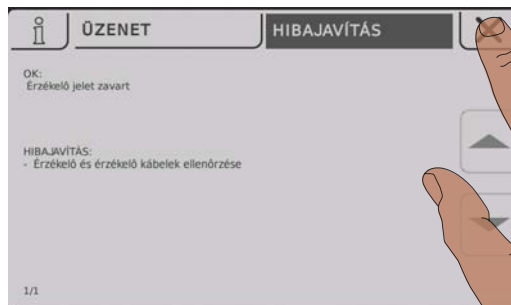 ÜZENET HIBAJAVÍTÁS
OK:
Érzékelő jelet zavart
HIBAJAVÍTÁS:
- Érzékelő és érzékelő kábelek ellenőrzése
1/1